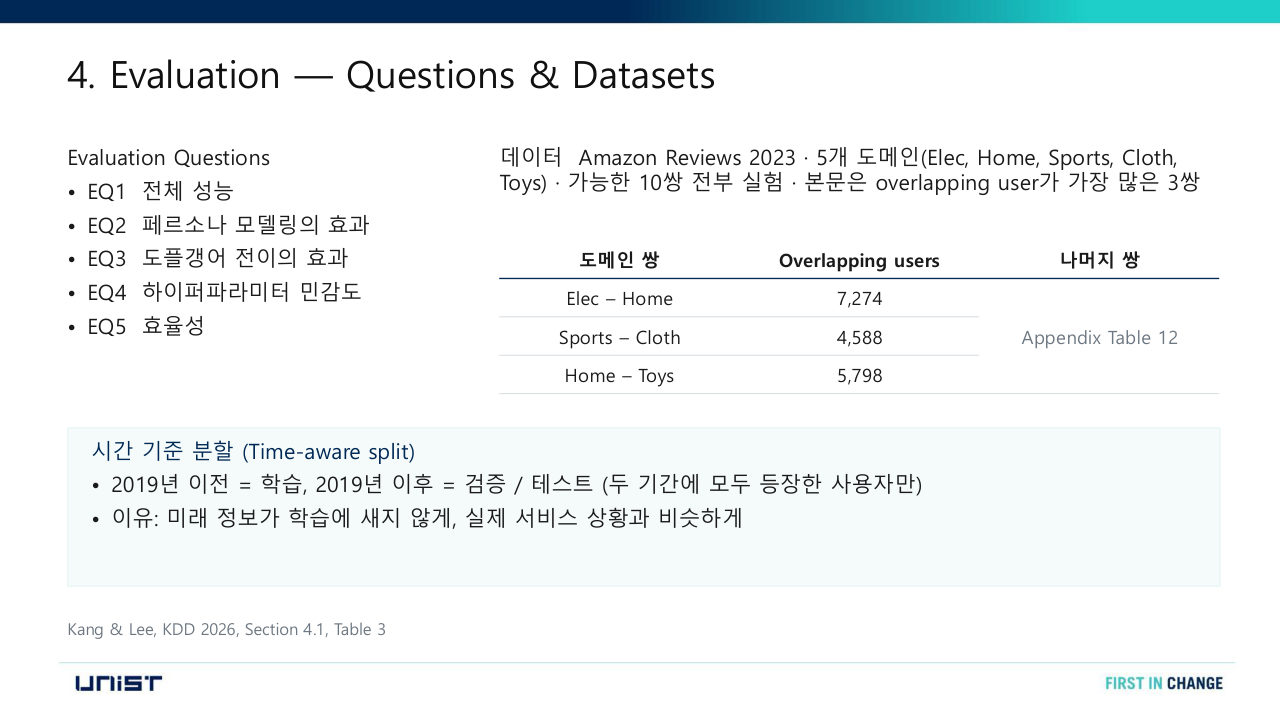 4. Evaluation — Questions & Datasets
Evaluation Questions
• EQ1 전체 성능
• EQ2 페르소나 모델링의 효과
• EQ3 도플갱어 전이의 효과
• EQ4 하이퍼파라미터 민감도
• EQ5 효율성
데이터 Amazon Reviews 2023 · 5개 도메인(Elec, Home, Sports, Cloth,
Toys) · 가능한 10쌍 전부 실험 · 본문은 overlapping user가 가장 많은 3쌍
도메인 쌍 Overlapping users 나머지 쌍
Elec – Home 7,274
Sports – Cloth 4,588 Appendix Table 12
Home – Toys 5,798
시간 기준 분할 (Time-aware split)
• 2019년 이전 = 학습, 2019년 이후 = 검증 / 테스트 (두 기간에 모두 등장한 사용자만)
• 이유: 미래 정보가 학습에 새지 않게, 실제 서비스 상황과 비슷하게
Kang & Lee, KDD 2026, Section 4.1, Table 3
UNIST
FIRST IN CHANGE